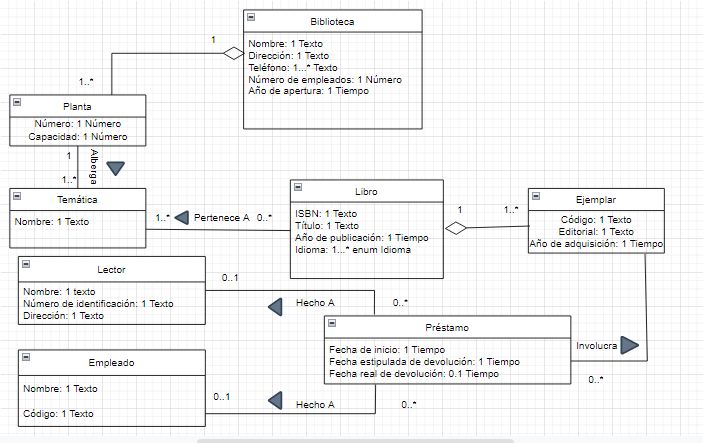 Biblioteca
Nombre: 1 Texto
Dirección: 1 Texto
Teléfono: 1...* Texto
Número de empleados: 1 Número
Año de apertura: 1 Tiempo
1
1..*
Planta
Número: 1 Número
Capacidad: 1 Número
1
Alberga
1..*
Temática
Nombre: 1 Texto
1..*
Pertenece A
0..*
Libro
ISBN: 1 Texto
Título: 1 Texto
Año de publicación: 1 Tiempo
Idioma: 1...* enum Idioma
1
1..*
Ejemplar
Código: 1 Texto
Editorial: 1 Texto
Año de adquisición: 1 Tiempo
Lector
Nombre: 1 texto
Número de identificación: 1 Texto
Dirección: 1 Texto
0..1
Hecho A
0..*
Préstamo
Fecha de inicio: 1 Tiempo
Fecha estipulada de devolución: 1 Tiempo
Fecha real de devolución: 0.1 Tiempo
Involucra
0..*
Empleado
Nombre: 1 Texto
Código: 1 Texto
0..1
Hecho A
0..*